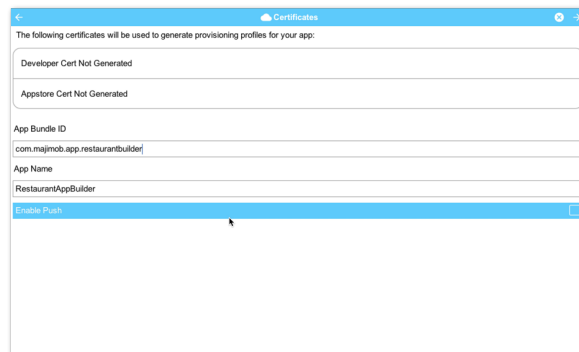 Certificates
The following certificates will be used to generate provisioning profiles for your app:
Developer Cert Not Generated
Appstore Cert Not Generated
App Bundle ID
com.majimob.app.restaurantbuilder
App Name
RestaurantAppBuilder
Enable Push